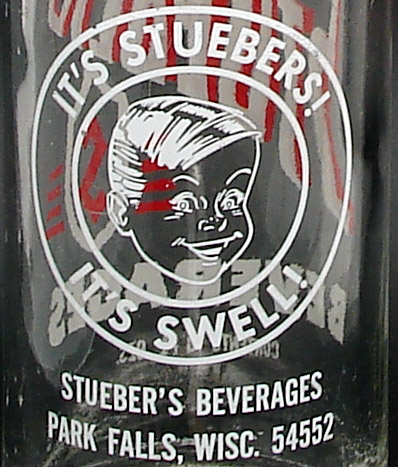 IT'S STUEBERS!
IT'S SWELL!
STUEBER'S BEVERAGES
PARK FALLS, WISC. 54552